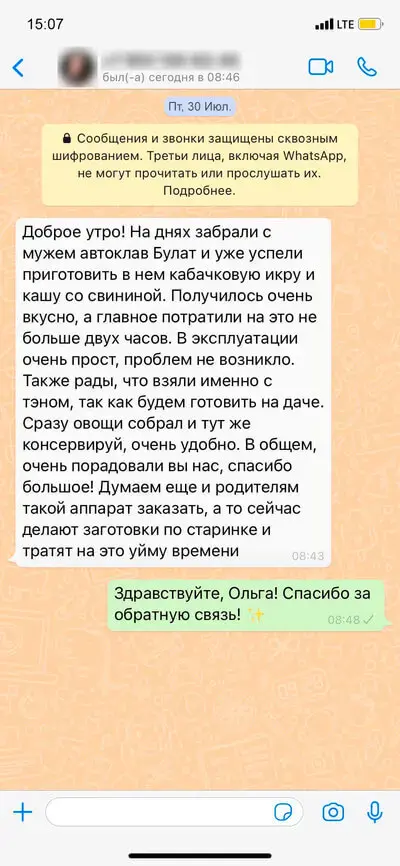 15:07
LTE
был(-а) сегодня в 08:46
Пт, 30 Июл.
Сообщения и звонки защищены сквозным
шифрованием. Третьи лица, включая WhatsApp,
не могут прочитать или прослушать их.
Подробнее.
Доброе утро! На днях забрали с
мужем автоклав Булат и уже успели
приготовить в нем кабачковую икру и
кашу со свининой. Получилось очень
вкусно, а главное потратили на это не
больше двух часов. В эксплуатации
очень прост, проблем не возникло.
Также рады, что взяли именно с
тэном, так как будем готовить на даче.
Сразу овощи собрал и тут же
консервируй, очень удобно. В общем,
очень порадовали вы нас, спасибо
большое! Думаем еще и родителям
такой аппарат заказать, а то сейчас
делают заготовки по старинке и
тратят на это уйму времени
08:43
Здравствуйте, Ольга! Спасибо за
обратную связь! ✨
08:48